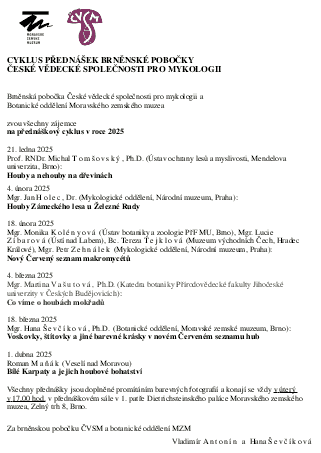 MORAVSKÉ
ZEMSKÉ
MUZEUM
CYKLUS PŘEDNÁŠEK BRNĚNSKÉ POBOČKY
ČESKÉ VĚDECKÉ SPOLEČNOSTI PRO MYKOLOGII
Brněnská pobočka České vědecké společnosti pro mykologii a
Botanické oddělení Moravského zemského muzea
zvou všechny zájemce
na přednáškový cyklus v roce 2025
21. ledna 2025
Prof. RNDr. Michal Tomšovský, Ph.D. (Ústav ochrany lesů a myslivosti, Mendelova
univerzita, Brno):
Houby a nehouby na dřevinách
4. února 2025
Mgr. Jan Holec, Dr. (Mykologické oddělení, Národní muzeum, Praha):
Houby Zámeckého lesa u Železné Rudy
18. února 2025
Mgr. Monika Kolényová (Ústav botaniky a zoologie PřF MU, Brno), Mgr. Lucie
Zíbarová (Ústí nad Labem), Bc. Tereza Tejklová (Muzeum východních Čech, Hradec
Králové), Mgr. Petr Zehnálek (Mykologické oddělení, Národní muzeum, Praha):
Nový Červený seznam makromycétů
4. března 2025
Mgr. Martina Vašutová, Ph.D. (Katedra botaniky Přírodovědecké fakulty Jihočeské
univerzity v Českých Budějovicích):
Co víme o houbách mokřadů
18. března 2025
Mgr. Hana Ševčíková, Ph.D. (Botanické oddělení, Moravské zemské muzeum, Brno):
Voskovky, štítovky a jiné barevné krásky v novém Červeném seznamu hub
1. dubna 2025
Roman Maňák (Veselí nad Moravou)
Bílé Karpaty a jejich houbové bohatství
Všechny přednášky jsou doplněné promítáním barevných fotografií a konají se vždy v úterý
v 17.00 hod. v přednáškovém sále v 1. patře Dietrichsteinského paláce Moravského zemského
muzea, Zelný trh 8, Brno.
Za brněnskou pobočku ČVSM a botanické oddělení MZM
Vladimír Antonín a Hana Ševčíková